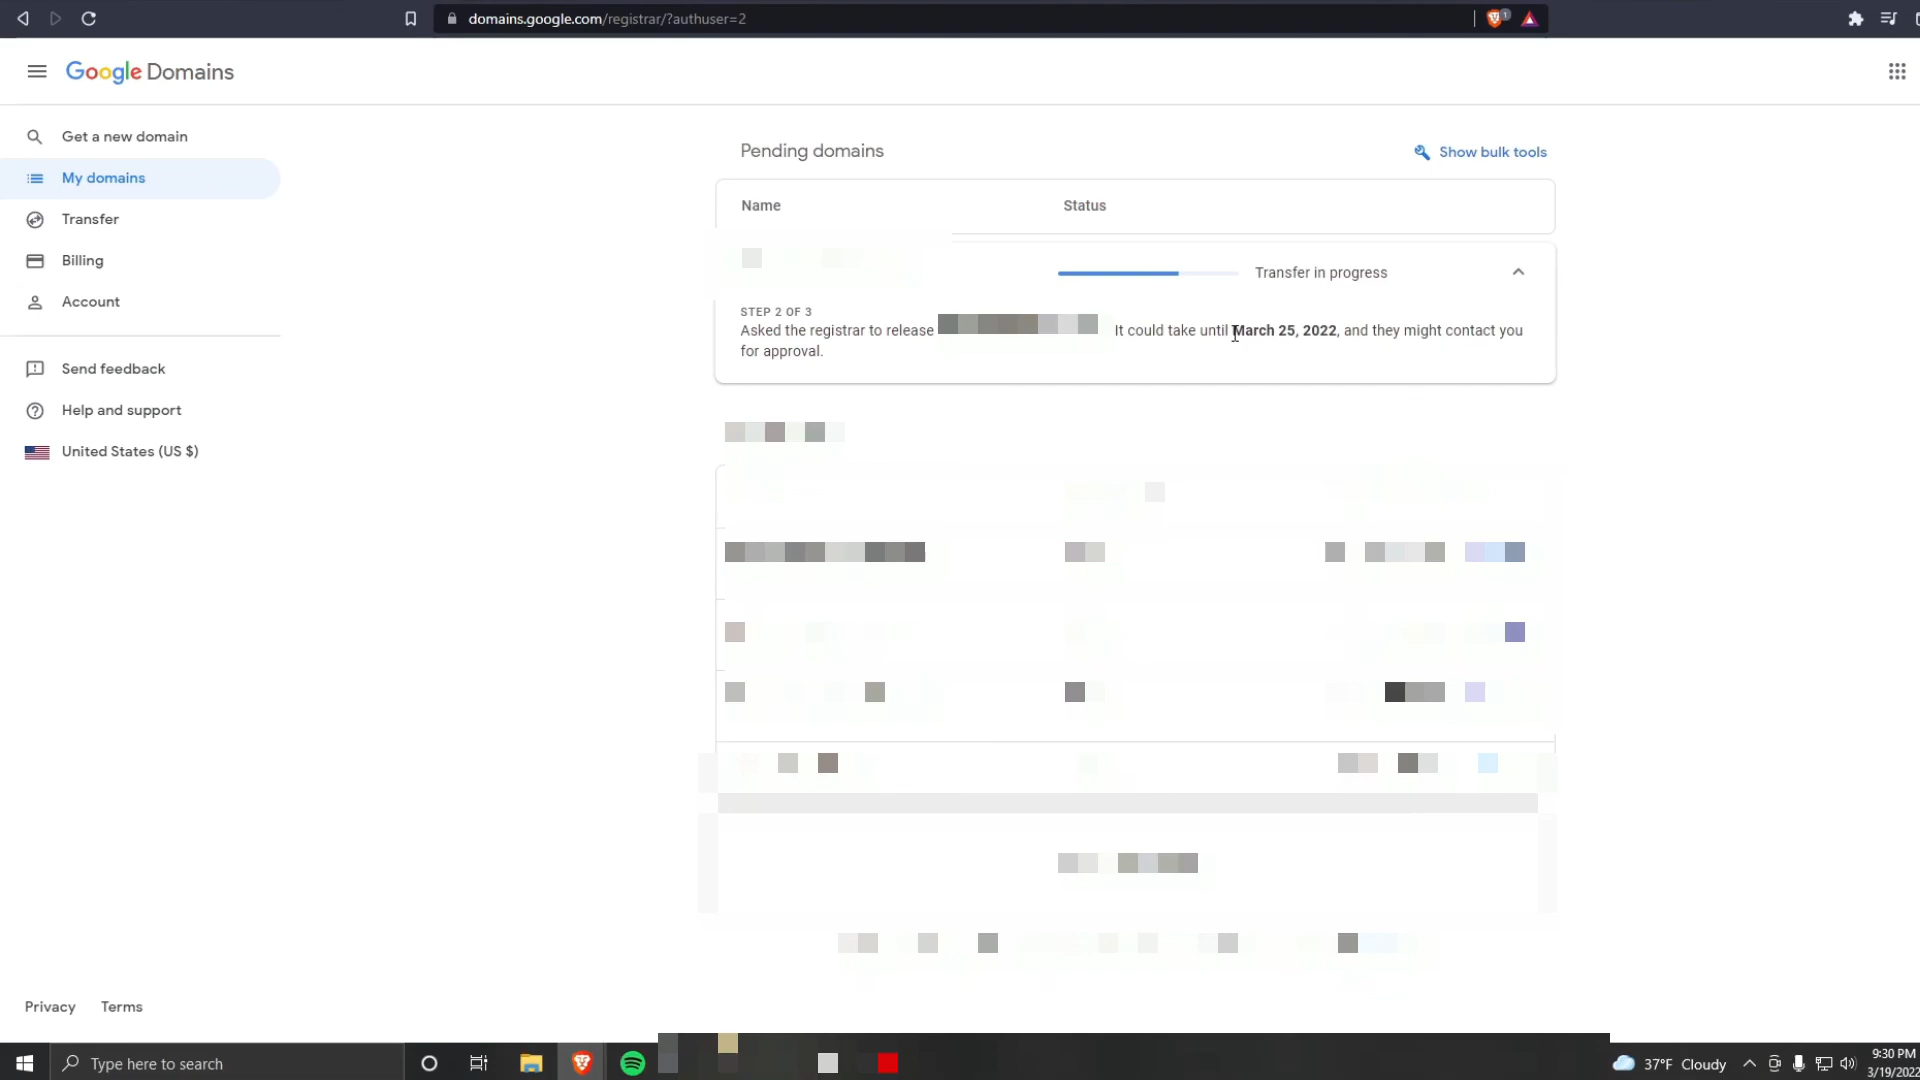 domains.google.com/registrar/?authuser=2
1
Google Domains
Get a new domain
My domains
Transfer
Billing
Account
Send feedback
Help and support
United States (US $)
Privacy Terms
Pending domains
Show bulk tools
Name Status
Transfer in progress
STEP 2 OF 3
Asked the registrar to release It could take until March 25, 2022, and they might contact you
for approval.
Type here to search
37°F Cloudy
9:30 PM
3/19/2022